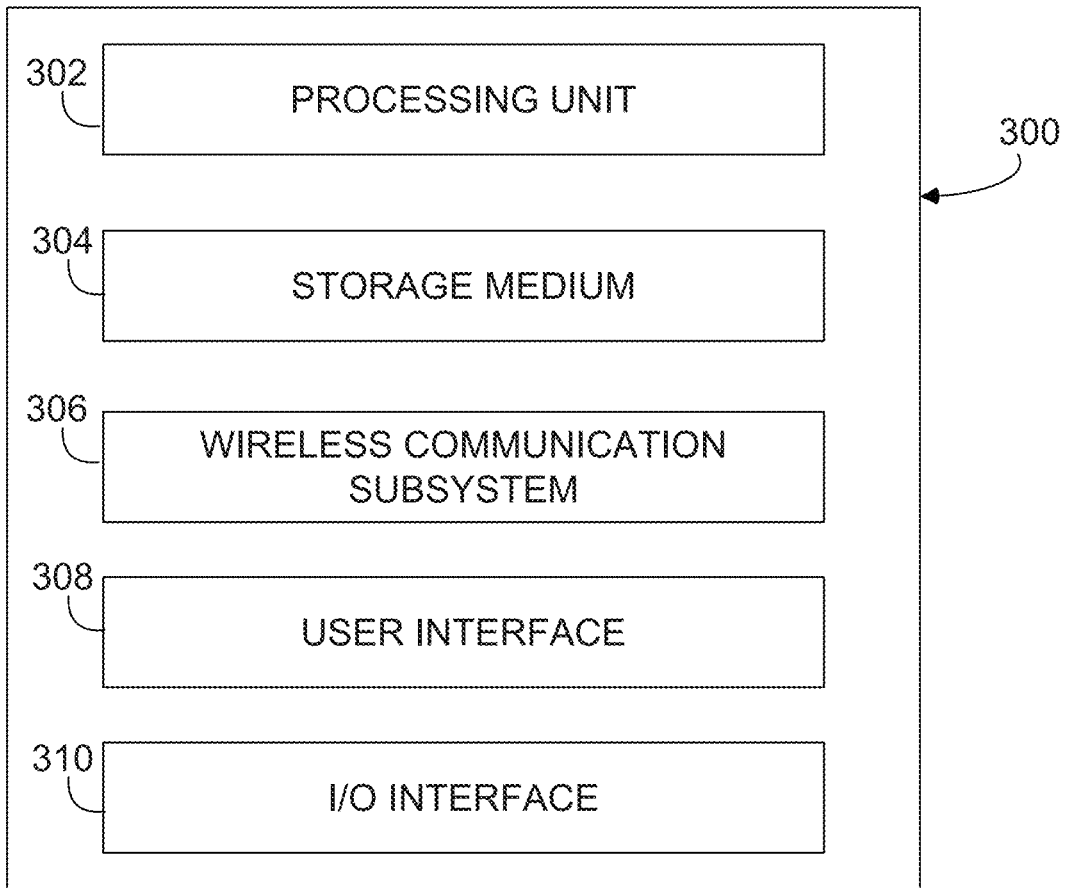 302
PROCESSING UNIT
300
304
STORAGE MEDIUM
306
WIRELESS COMMUNICATION
SUBSYSTEM
308
USER INTERFACE
310
I/O INTERFACE